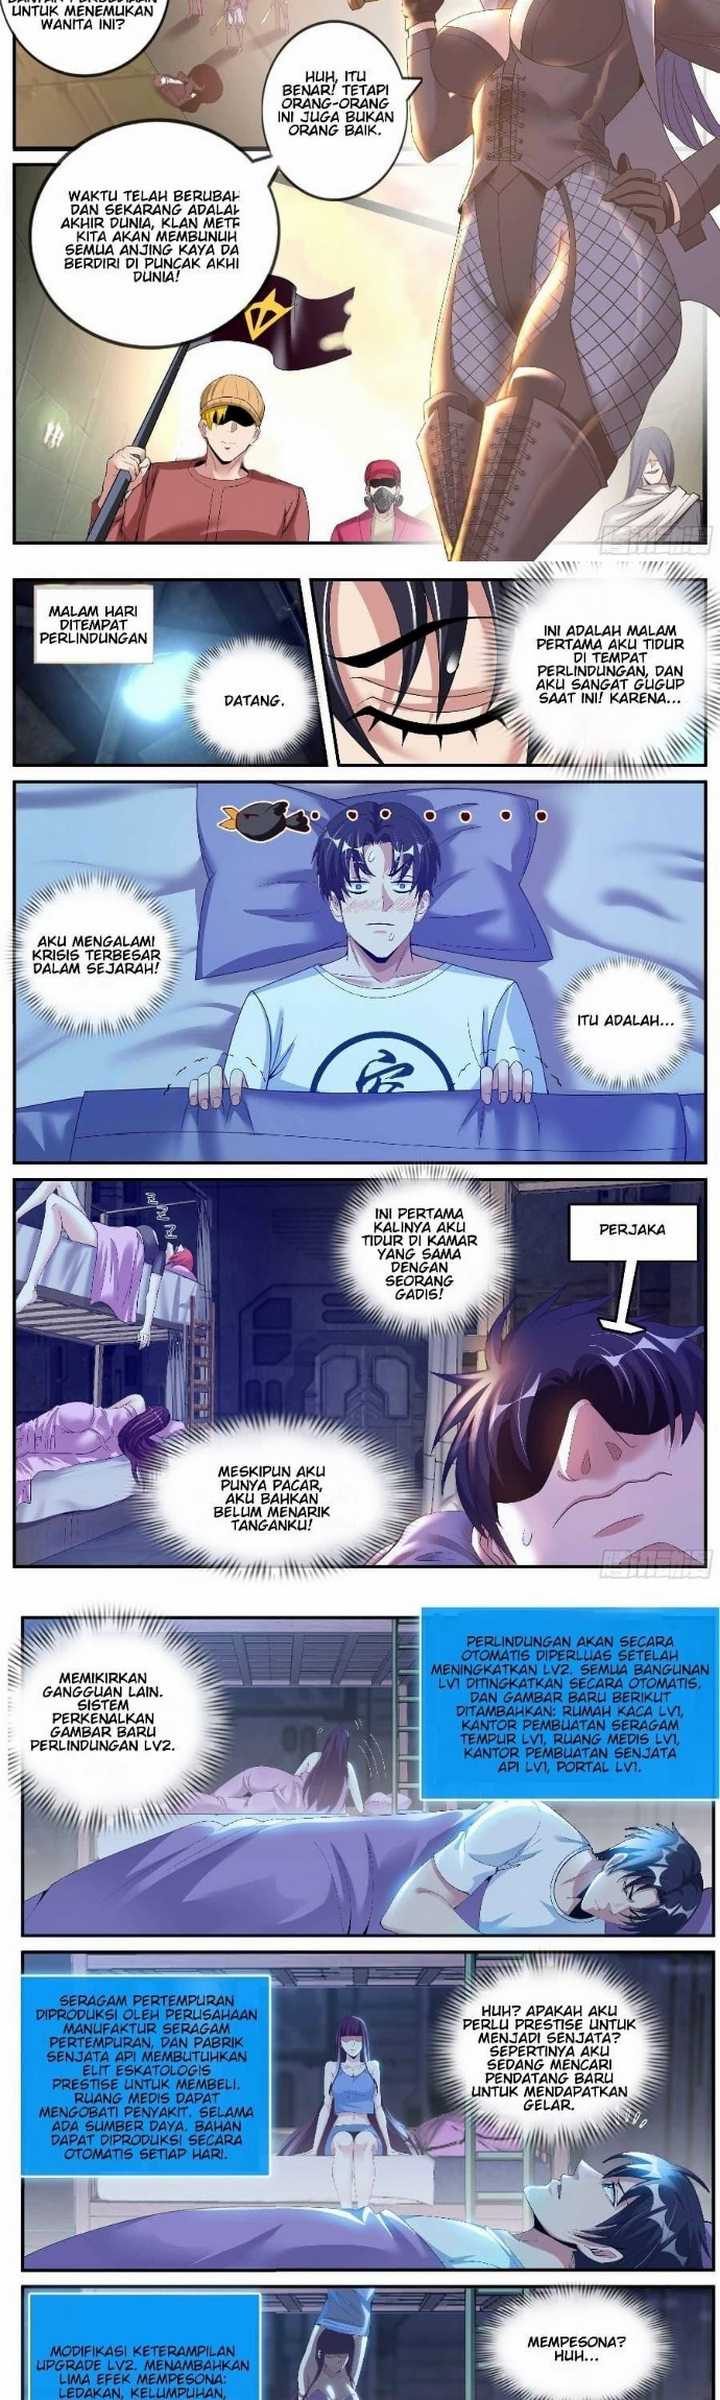 UNTUK MENEMUKAN
WANITA INI?
HUH, ITU
BENAR! TETAPI
ORANG-ORANG
INI JUGA BUKAN
ORANG BAIK.
WAKTU TELAH BERUBAH
DAN SEKARANG ADALAH
AKHIR DUNIA, KLAN METR
KITA AKAN MEMBUNUH
SEMUA ANJING KAYA DA
BERDIRI DI PUNCAK AKHI
DUNIA!
MALAM HARI
DITEMPAT
PERLINDUNGAN
DATANG.
INI ADALAH MALAM
PERTAMA AKU TIDUR
DI TEMPAT
PERLINDUNGAN, DAN
AKU SANGAT GUGUP
SAAT INI! KARENA...
AKU MENGALAMI
KRISIS TERBESAR
DALAM SEJARAH!
ITU ADALAH...
INI PERTAMA
KALINYA AKU
TIDUR DI KAMAR
YANG SAMA
DENGAN
SEORANG
GADIS!
PERJAKA
MESKIPUN AKU
PUNYA PACAR,
AKU BAHKAN
BELUM MENARIK
TANGANKU!
MEMIKIRKAN
GANGGUAN LAIN.
SISTEM
PERKENALKAN
GAMBAR BARU
PERLINDUNGAN LV2.
PERLINDUNGAN AKAN SECARA
OTOMATIS DIPERLUAS SETELAH
MENINGKATKAN LV2. SEMUA BANGUNAN
LV1 DITINGKATKAN SECARA OTOMATIS,
DAN GAMBAR BARU BERIKUT
DITAMBAHKAN: RUMAH KACA LV1,
KANTOR PEMBUATAN SERAGAM
TEMPUR LV1, RUANG MEDIS LV1,
KANTOR PEMBUATAN SENJATA
API LV1, PORTAL LV1.
SERAGAM PERTEMPURAN
DIPRODUKSI OLEH PERUSAHAAN
MANUFAKTUR SERAGAM
PERTEMPURAN, DAN PABRIK
SENJATA API MEMBUTUHKAN
ELIT ESKATOLOGIS
PRESTISE UNTUK MEMBELI.
RUANG MEDIS DAPAT
MENGOBATI PENYAKIT. SELAMA
ADA SUMBER DAYA. BAHAN
DAPAT DIPRODUKSI SECARA
OTOMATIS SETIAP HARI.
HUH? APAKAH AKU
PERLU PRESTISE UNTUK
MENJADI SENJATA?
SEPERTINYA AKU
SEDANG MENCARI
PENDATANG BARU
UNTUK MENDAPATKAN
GELAR.
MODIFIKASI KETERAMPILAN
UPGRADE LV2. MENAMBAHKAN
LIMA EFEK MEMPESONA:
LEDAKAN, KELUMPUHAN,
MEMPESONA?
HUH...